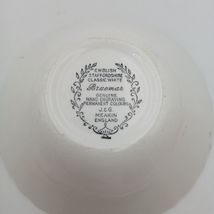 ENGLISH
STAFFORDSHIRE
CLASSIC WHITE
Braemar
GENUINE
HAND ENGRAVING
PERMANENT COLOURS
J. & G.
MEAKIN
ENGLAND